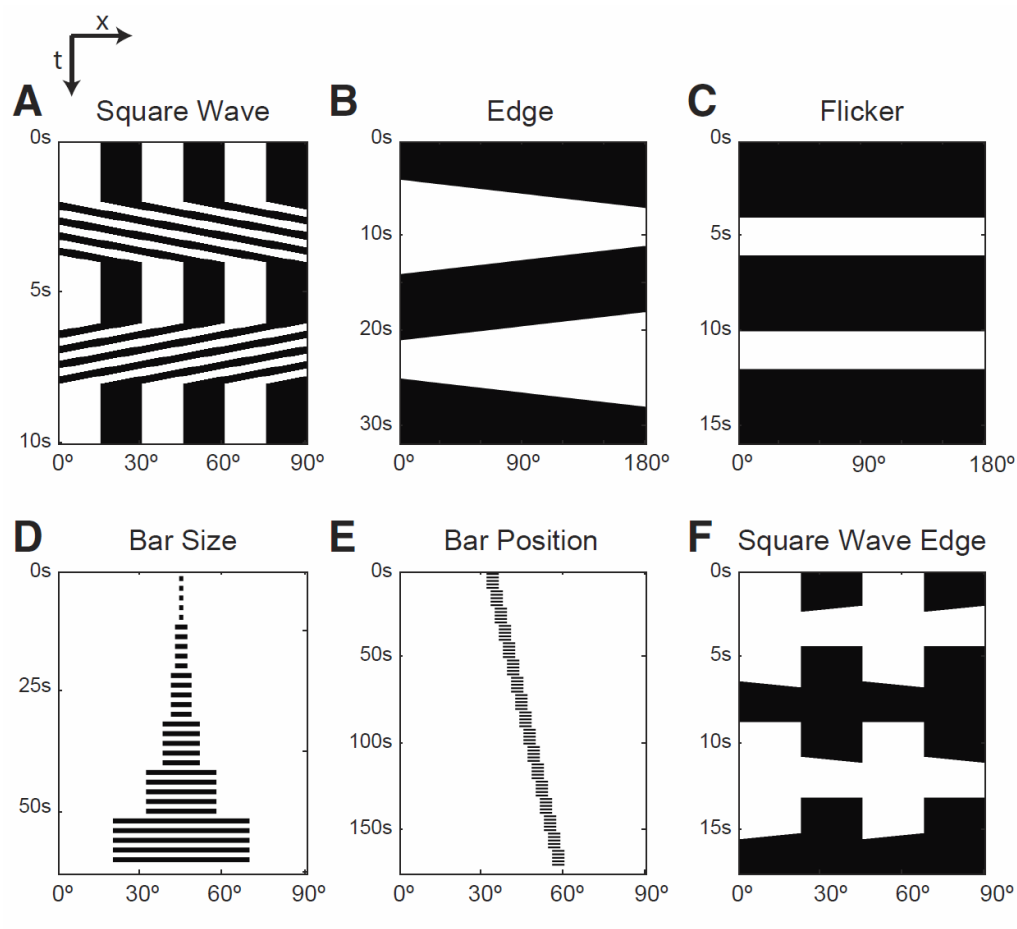 x
t
A Square Wave
B Edge
C Flicker
0s
5s
10s
0º 30º 60º 90º
0s
10s
20s
30s
0º 90º 180º
0s
5s
10s
15s
0º 90º 180º
D Bar Size
E Bar Position
F Square Wave Edge
0s
25s
50s
0º 30º 60º 90º
0s
50s
100s
150s
0º 30º 60º 90º
0s
5s
10s
15s
0º 30º 60º 90º